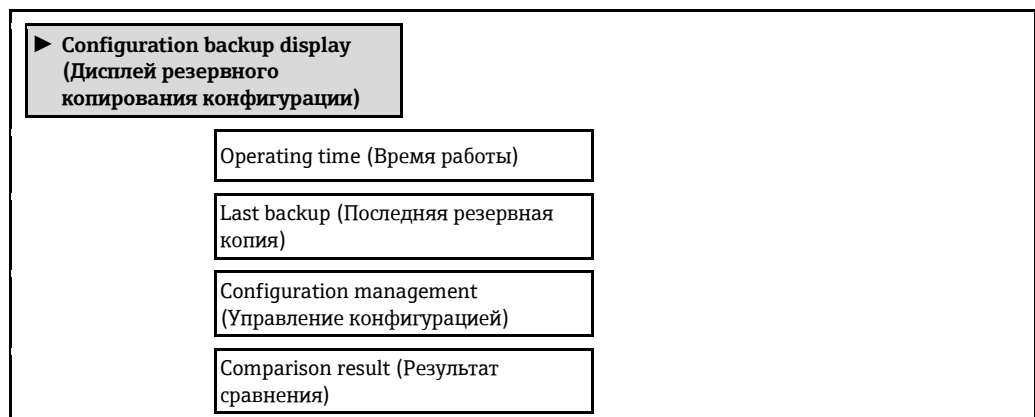 ► Configuration backup display
(Дисплей резервного
копирования конфигурации)
Operating time (Время работы)
Last backup (Последняя резервная
копия)
Configuration management
(Управление конфигурацией)
Comparison result (Результат
сравнения)